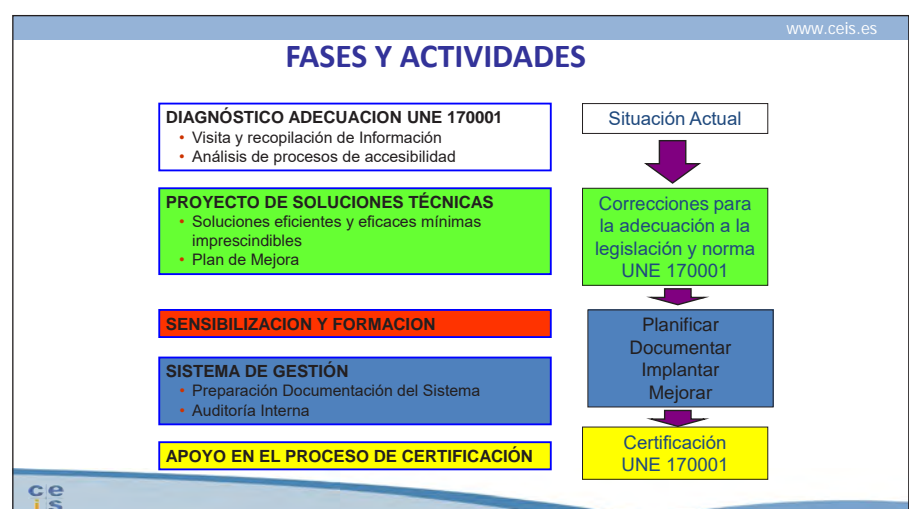 www.ceis.es
FASES Y ACTIVIDADES
DIAGNÓSTICO ADECUACION UNE 170001
• Visita y recopilación de Información
• Análisis de procesos de accesibilidad
Situación Actual
PROYECTO DE SOLUCIONES TÉCNICAS
• Soluciones eficientes y eficaces mínimas
imprescindibles
• Plan de Mejora
Correcciones para
la adecuación a la
legislación y norma
UNE 170001
SENSIBILIZACION Y FORMACION
SISTEMA DE GESTIÓN
• Preparación Documentación del Sistema
• Auditoría Interna
Planificar
Documentar
Implantar
Mejorar
APOYO EN EL PROCESO DE CERTIFICACIÓN
Certificación
UNE 170001
ce
is